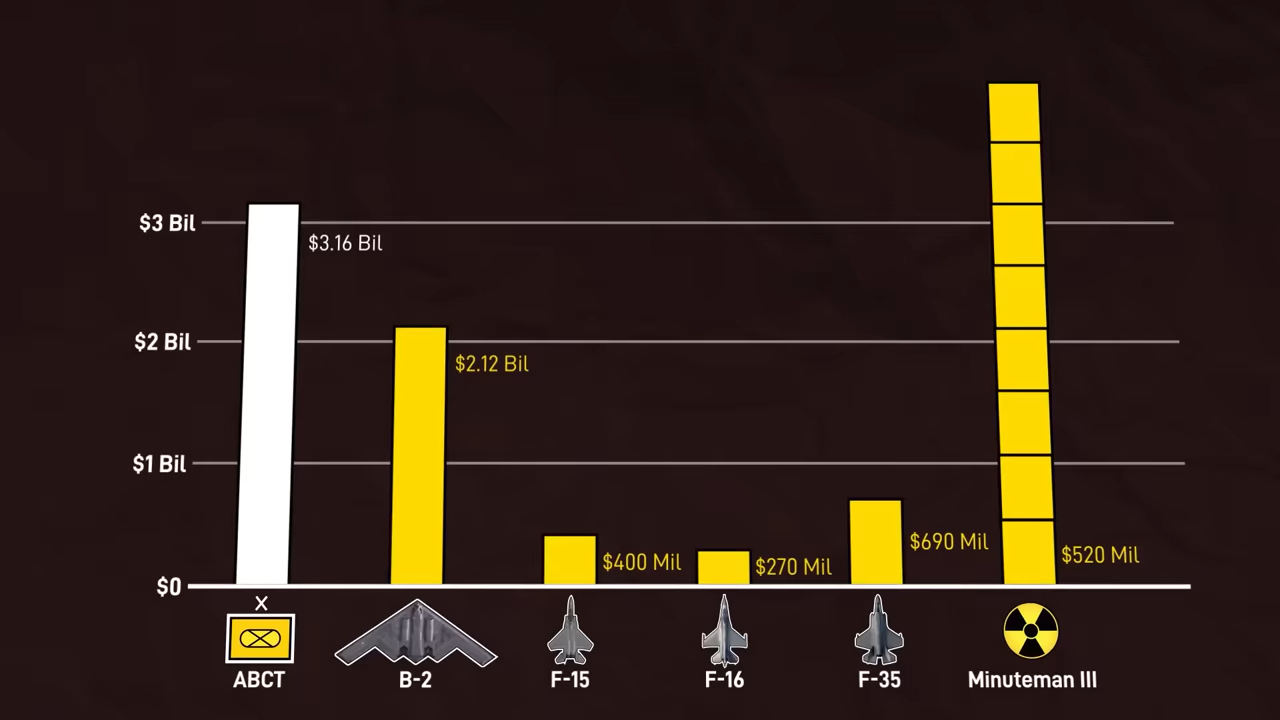 $3 Bil
$3.16 Bil
$2 Bil
$2.12 Bil
$1 Bil
$400 Mil
$270 Mil
$690 Mil
$520 Mil
$0
X
ABCT
B-2
F-15
F-16
F-35
Minuteman III